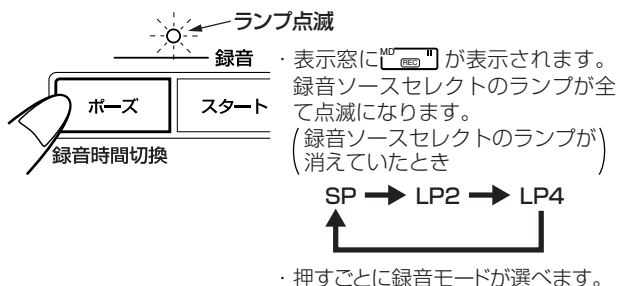 ランプ点滅
録音
ポーズ
スタート
録音時間切換
・表示窓に MD REC が表示されます。
録音ソースセレクトのランプが全
て点滅になります。
(録音ソースセレクトのランプが
消えていたとき)
SP → LP2 → LP4
・押すごとに録音モードが選べます。